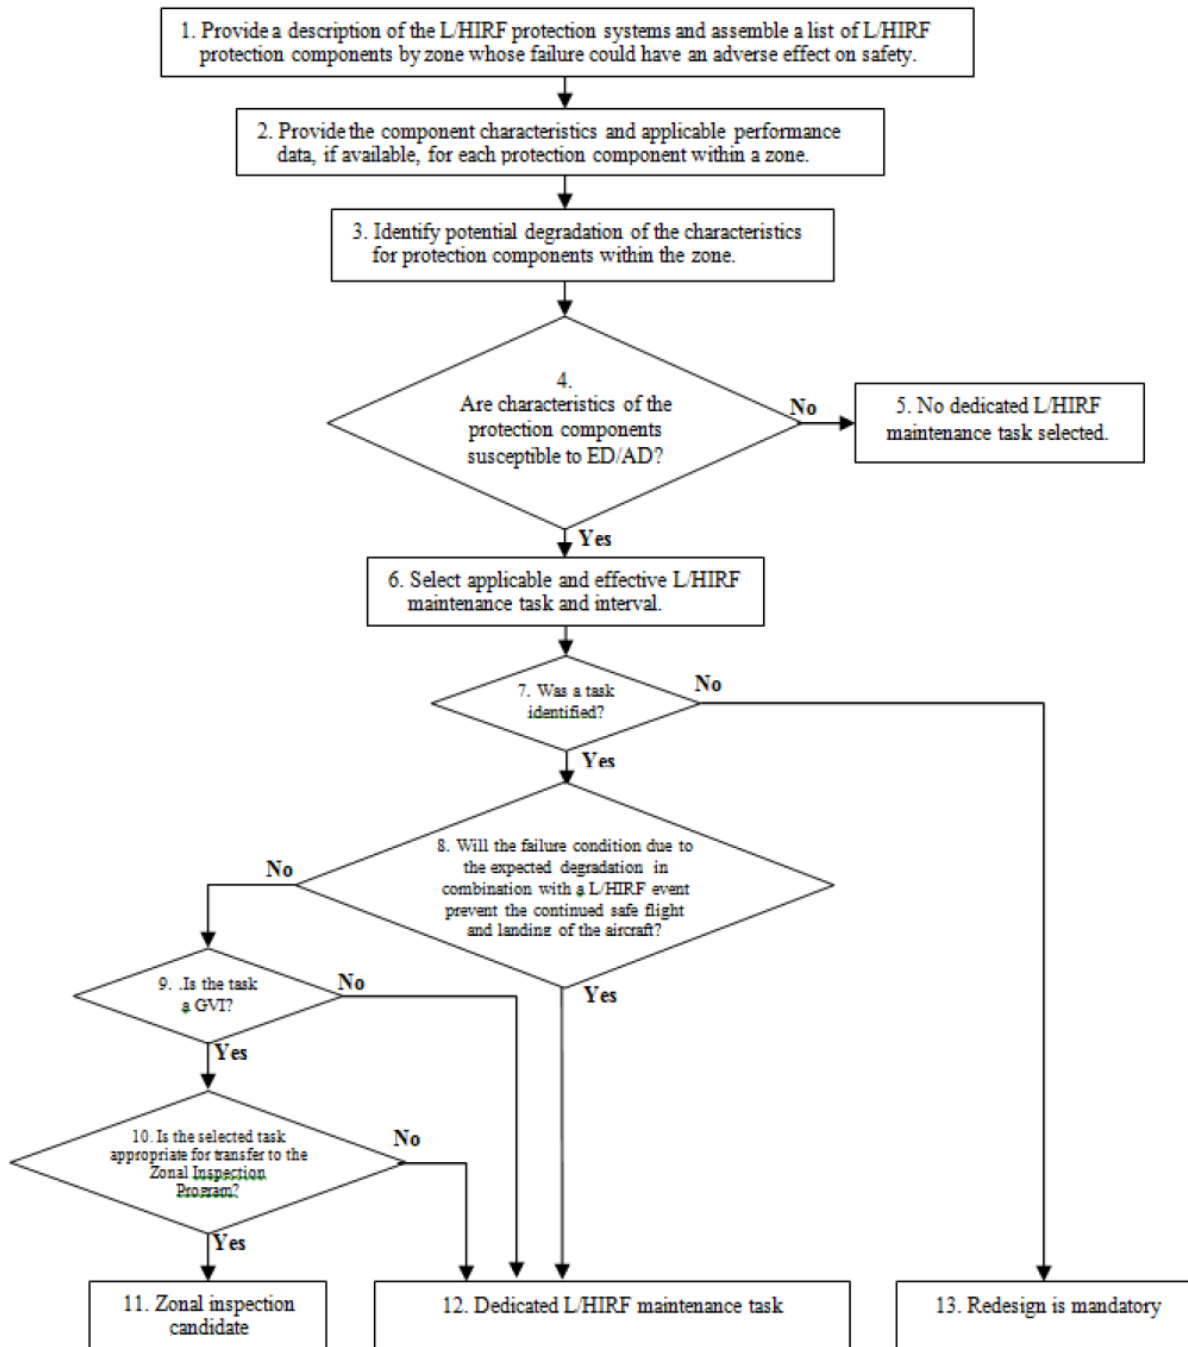 1. Provide a description of the L/HIRF protection systems and assemble a list of L/HIRF
protection components by zone whose failure could have an adverse effect on safety.
2. Provide the component characteristics and applicable performance
data, if available, for each protection component within a zone.
3. Identify potential degradation of the characteristics
for protection components within the zone.
4.
Are characteristics of the
protection components
susceptible to ED/AD?
No
5. No dedicated L/HIRF
maintenance task selected.
Yes
6. Select applicable and effective L/HIRF
maintenance task and interval.
7. Was a task
identified?
No
Yes
8. Will the failure condition due to
the expected degradation in
combination with a L/HIRF event
prevent the continued safe flight
and landing of the aircraft?
No
Yes
9. .Is the task
a GVI?
No
Yes
10. Is the selected task
appropriate for transfer to the
Zonal Inspection
Program?
No
Yes
11. Zonal inspection
candidate
12. Dedicated L/HIRF maintenance task
13. Redesign is mandatory